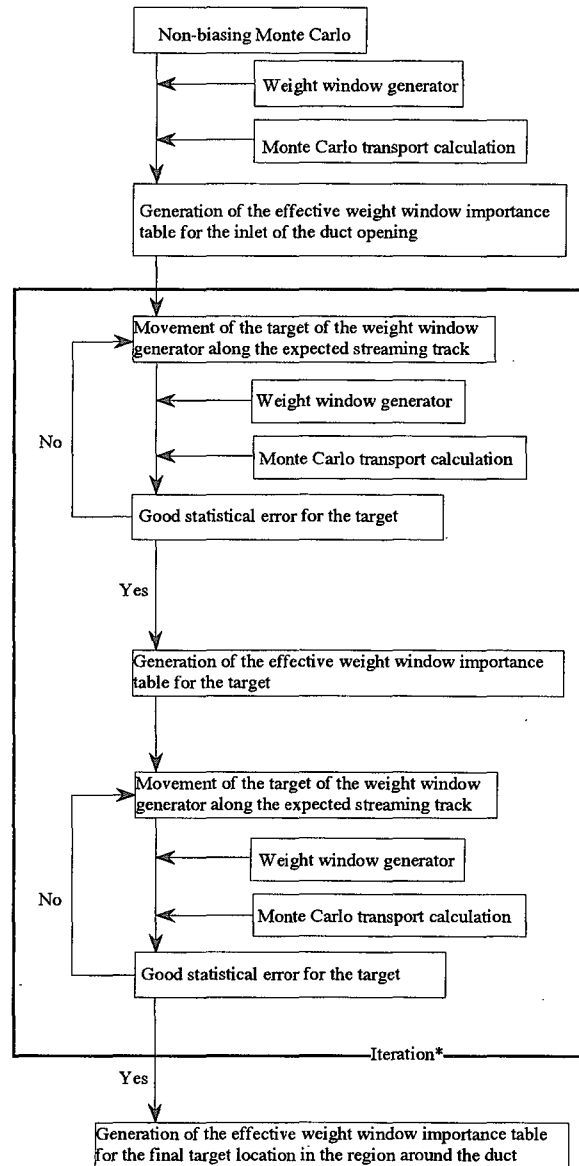 Non-biasing Monte Carlo
Weight window generator
Monte Carlo transport calculation
Generation of the effective weight window importance
table for the inlet of the duct opening
Movement of the target of the weight window
generator along the expected streaming track
Weight window generator
No
Monte Carlo transport calculation
Good statistical error for the target
Yes
Generation of the effective weight window importance
table for the target
Movement of the target of the weight window
generator along the expected streaming track
Weight window generator
No
Monte Carlo transport calculation
Good statistical error for the target
Iteration*
Yes
Generation of the effective weight window importance table
for the final target location in the region around the duct